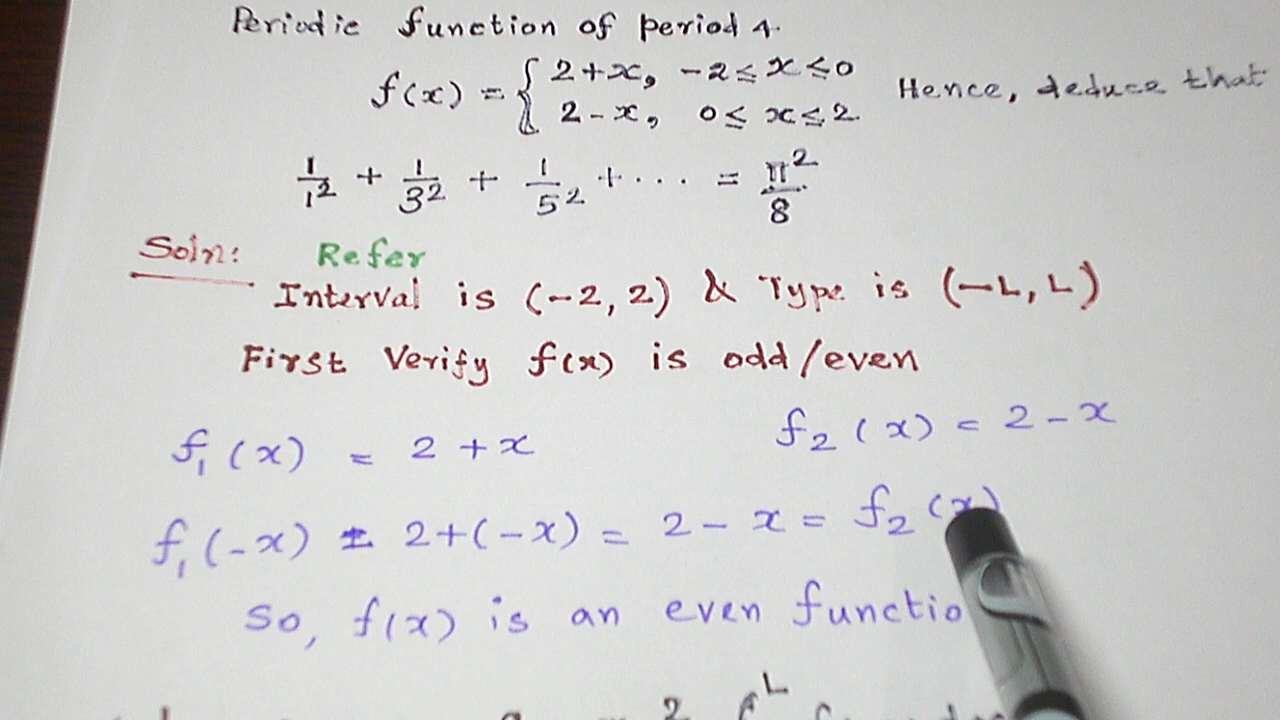 Periodic function of period 4.
f(x) = { 2+x, -2 ≤ x ≤ 0
2-x, 0 ≤ x ≤ 2 Hence, deduce that
1/1² + 1/3² + 1/5² + ... = π²/8
Soln: Refer
Interval is (-2, 2) & Type is (-L, L)
First Verify f(x) is odd/even
f₁(x) = 2+x f₂(x) = 2-x
f₁(-x) = 2+(-x) = 2-x = f₂(x)
So, f(x) is an even functio